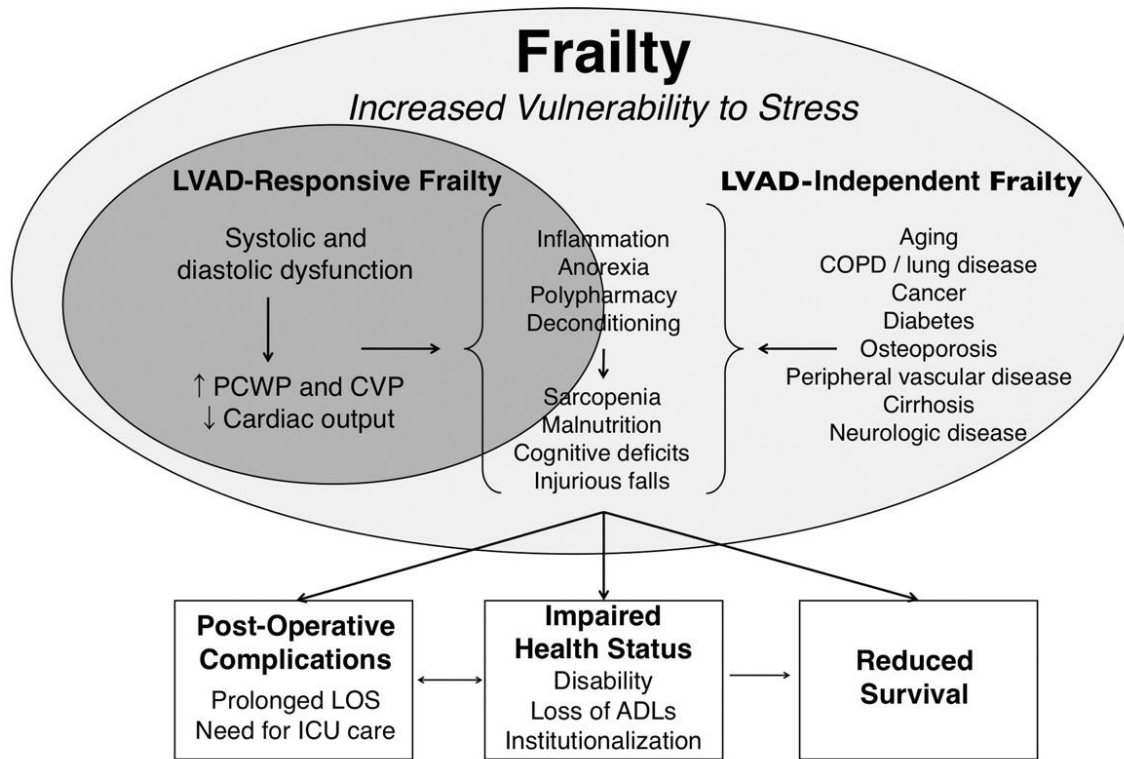 Frailty
Increased Vulnerability to Stress
LVAD-Responsive Frailty
Systolic and
diastolic dysfunction
↑ PCWP and CVP
↓ Cardiac output
Inflammation
Anorexia
Polypharmacy
Deconditioning
Sarcopenia
Malnutrition
Cognitive deficits
Injurious falls
LVAD-Independent Frailty
Aging
COPD / lung disease
Cancer
Diabetes
Osteoporosis
Peripheral vascular disease
Cirrhosis
Neurologic disease
Post-Operative
Complications
Prolonged LOS
Need for ICU care
Impaired
Health Status
Disability
Loss of ADLs
Institutionalization
Reduced
Survival